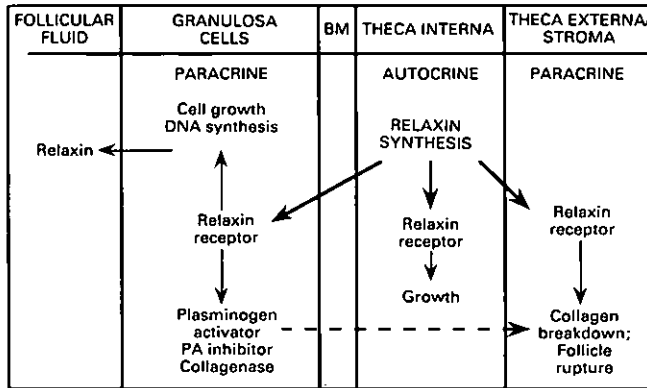 FOLLICULAR
FLUID
GRANULOSA
CELLS
BM
THECA INTERNA
THECA EXTERNA/
STROMA
PARACRINE
AUTOCRINE
PARACRINE
Cell growth
DNA synthesis
Relaxin
RELAXIN
SYNTHESIS
Relaxin
receptor
Relaxin
receptor
Relaxin
receptor
Growth
Plasminogen
activator
PA inhibitor
Collagenase
Collagen
breakdown;
Follicle
rupture